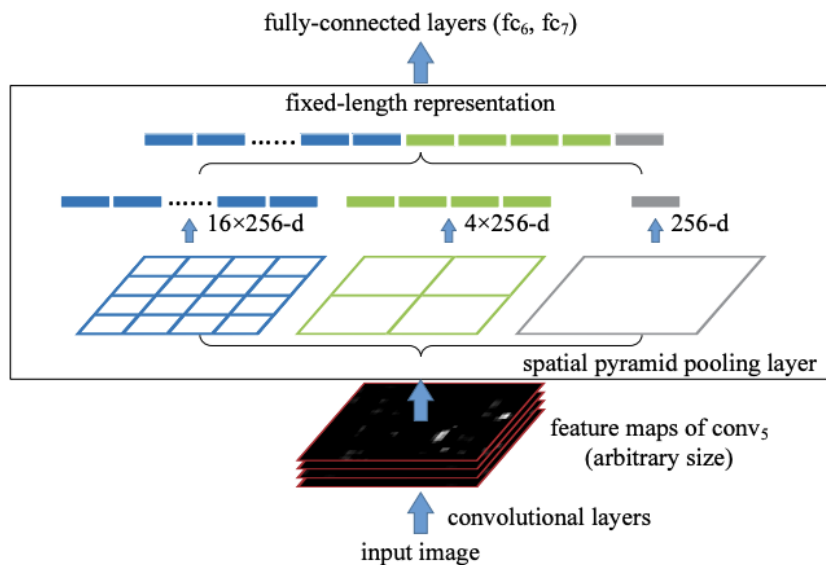 fully-connected layers (fc₆, fc₇)
fixed-length representation
......
......
16×256-d
4×256-d
256-d
spatial pyramid pooling layer
feature maps of conv₅
(arbitrary size)
convolutional layers
input image